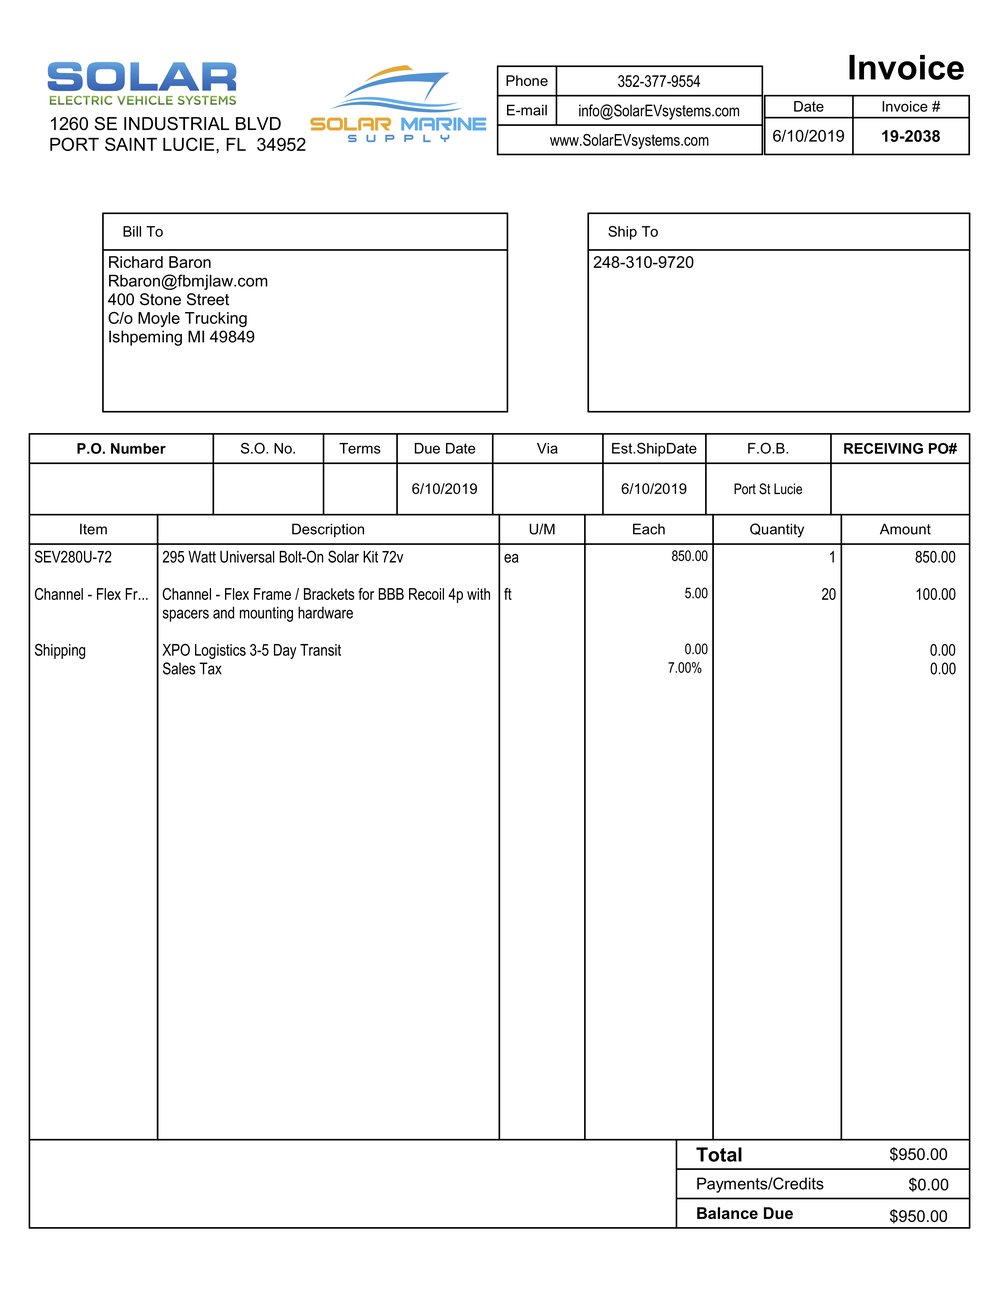 SOLAR
ELECTRIC VEHICLE SYSTEMS
1260 SE INDUSTRIAL BLVD
PORT SAINT LUCIE, FL  34952
SOLAR MARINE
SUPPLY
Phone 352-377-9554
E-mail info@SolarEVsystems.com
www.SolarEVsystems.com
Invoice
Date Invoice #
6/10/2019 19-2038
Bill To
Richard Baron
Rbaron@fbmjlaw.com
400 Stone Street
C/o Moyle Trucking
Ishpeming MI 49849
Ship To
248-310-9720
P.O. Number S.O. No. Terms Due Date Via Est.ShipDate F.O.B. RECEIVING PO#
6/10/2019 6/10/2019 Port St Lucie
Item Description U/M Each Quantity Amount
SEV280U-72 295 Watt Universal Bolt-On Solar Kit 72v ea 850.00 1 850.00
Channel - Flex Fr... Channel - Flex Frame / Brackets for BBB Recoil 4p with ft 5.00 20 100.00
spacers and mounting hardware
Shipping XPO Logistics 3-5 Day Transit 0.00 0.00
Sales Tax 7.00% 0.00
Total $950.00
Payments/Credits $0.00
Balance Due $950.00